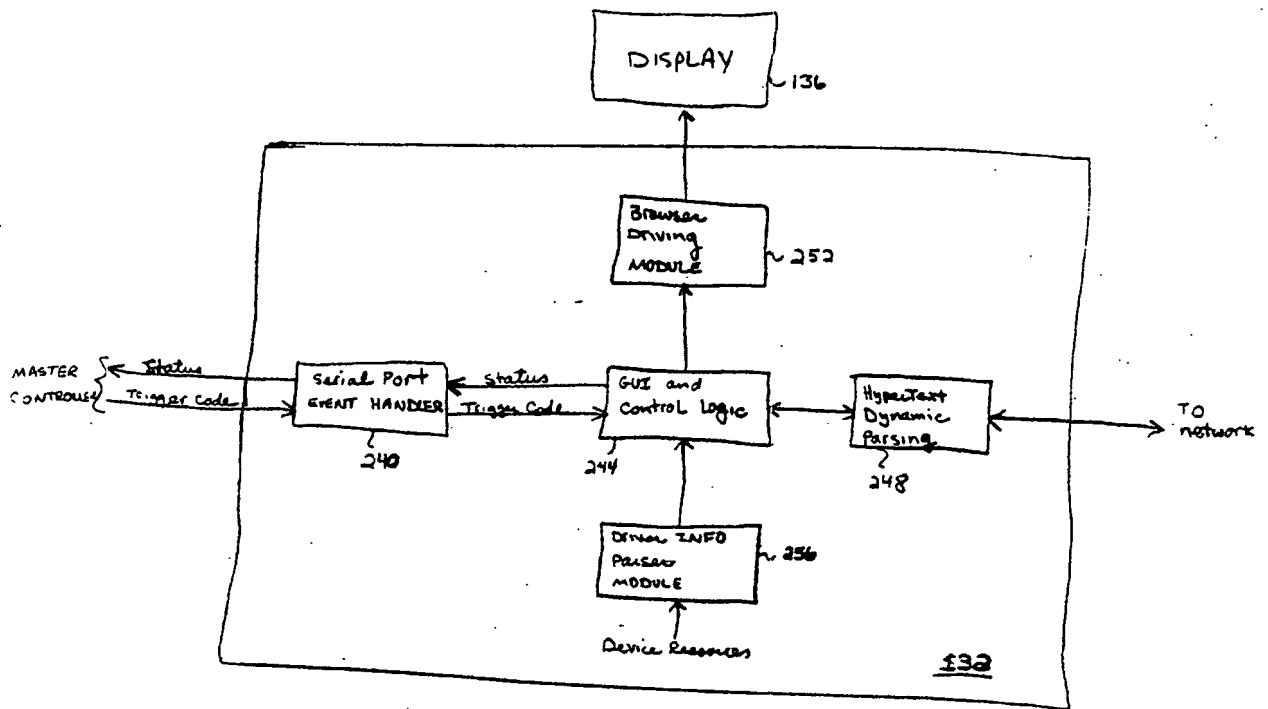 DISPLAY
136
Browser
Driving
MODULE
252
MASTER
CONTROLLER
Status
Trigger Code
Serial Port
EVENT HANDLER
240
Status
Trigger Code
GUI and
Control Logic
244
HyperText
Dynamic
Parsing
248
TO
network
Driver INFO
Parser
MODULE
256
Device Resources
132